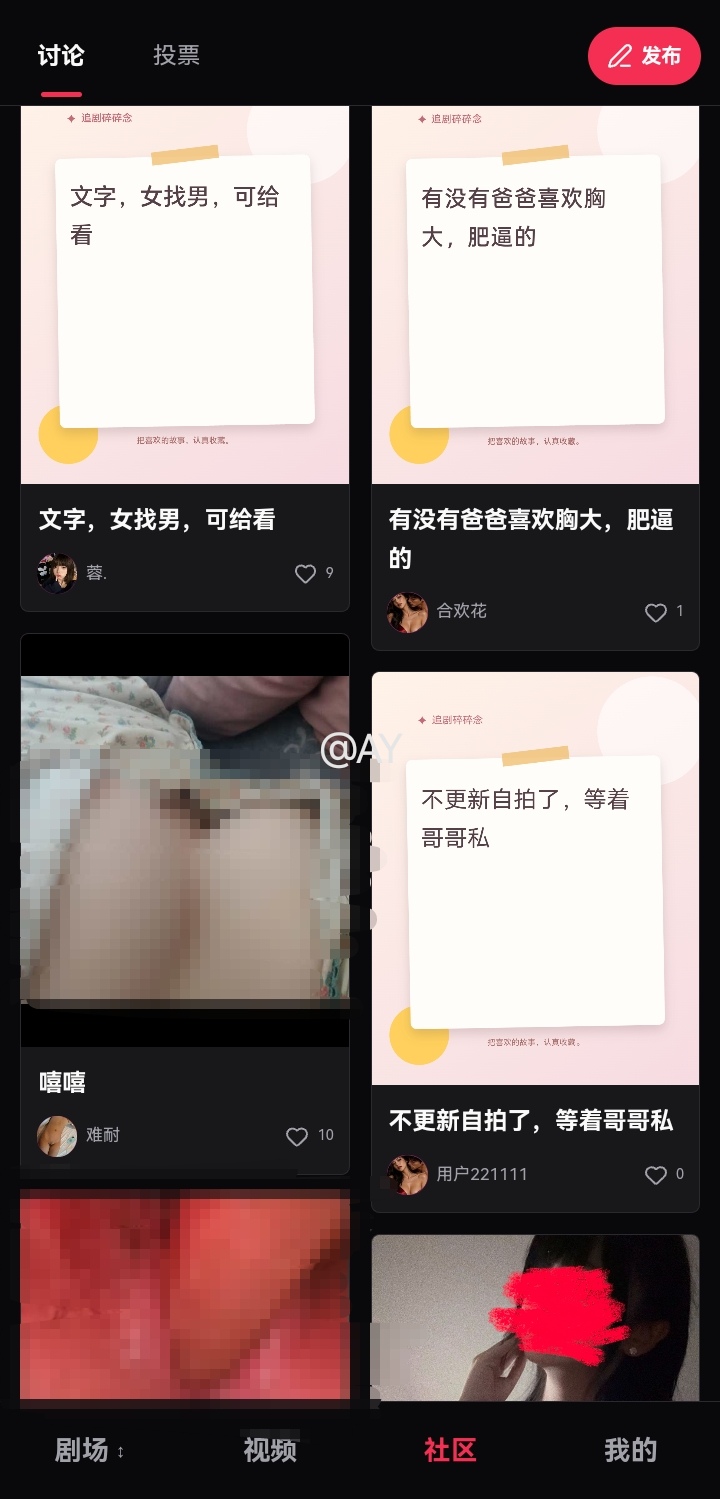 讨论
投票
发布
追剧碎碎念
文字，女找男，可给
看
把喜欢的故事，认真收藏。
文字，女找男，可给看
蓉.
9
追剧碎碎念
有没有爸爸喜欢胸
大，肥逼的
把喜欢的故事，认真收藏。
有没有爸爸喜欢胸大，肥逼
的
合欢花
1
@AY
嘻嘻
难耐
10
追剧碎碎念
不更新自拍了，等着
哥哥私
把喜欢的故事，认真收藏。
不更新自拍了，等着哥哥私
用户221111
0
剧场
视频
社区
我的